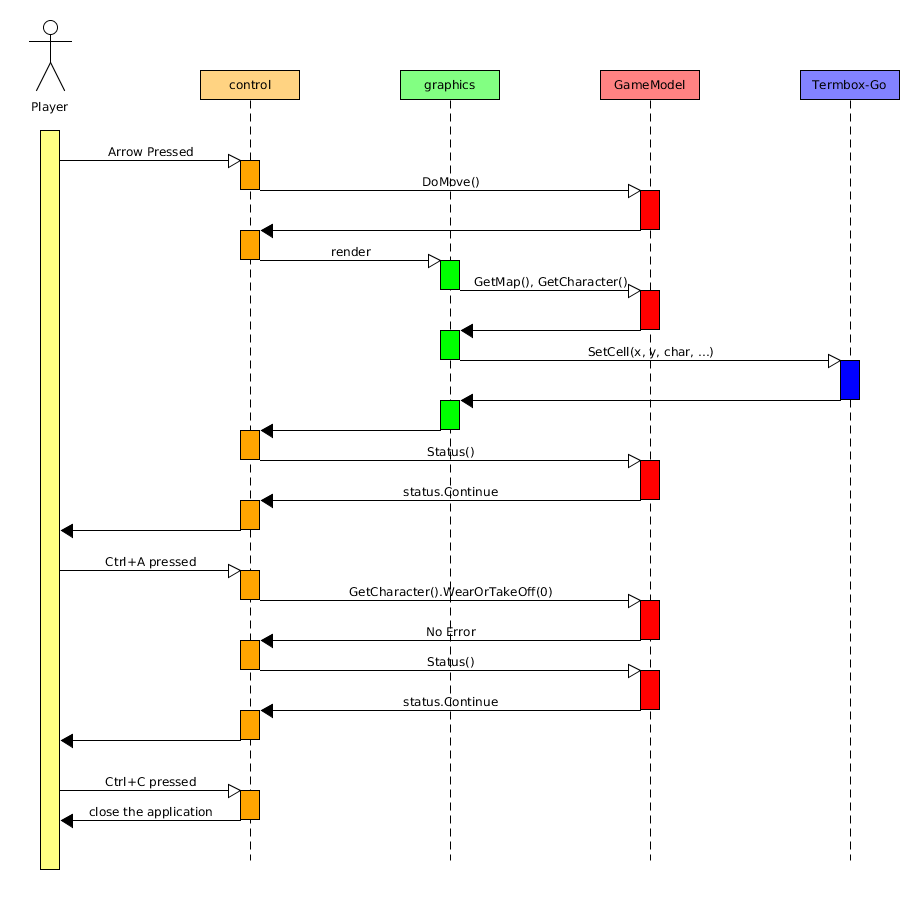 Player
control
graphics
GameModel
Termbox-Go
Arrow Pressed
DoMove()
render
GetMap(), GetCharacter()
SetCell(x, y, char, ...)
Status()
status.Continue
Ctrl+A pressed
GetCharacter().WearOrTakeOff(0)
No Error
Status()
status.Continue
Ctrl+C pressed
close the application